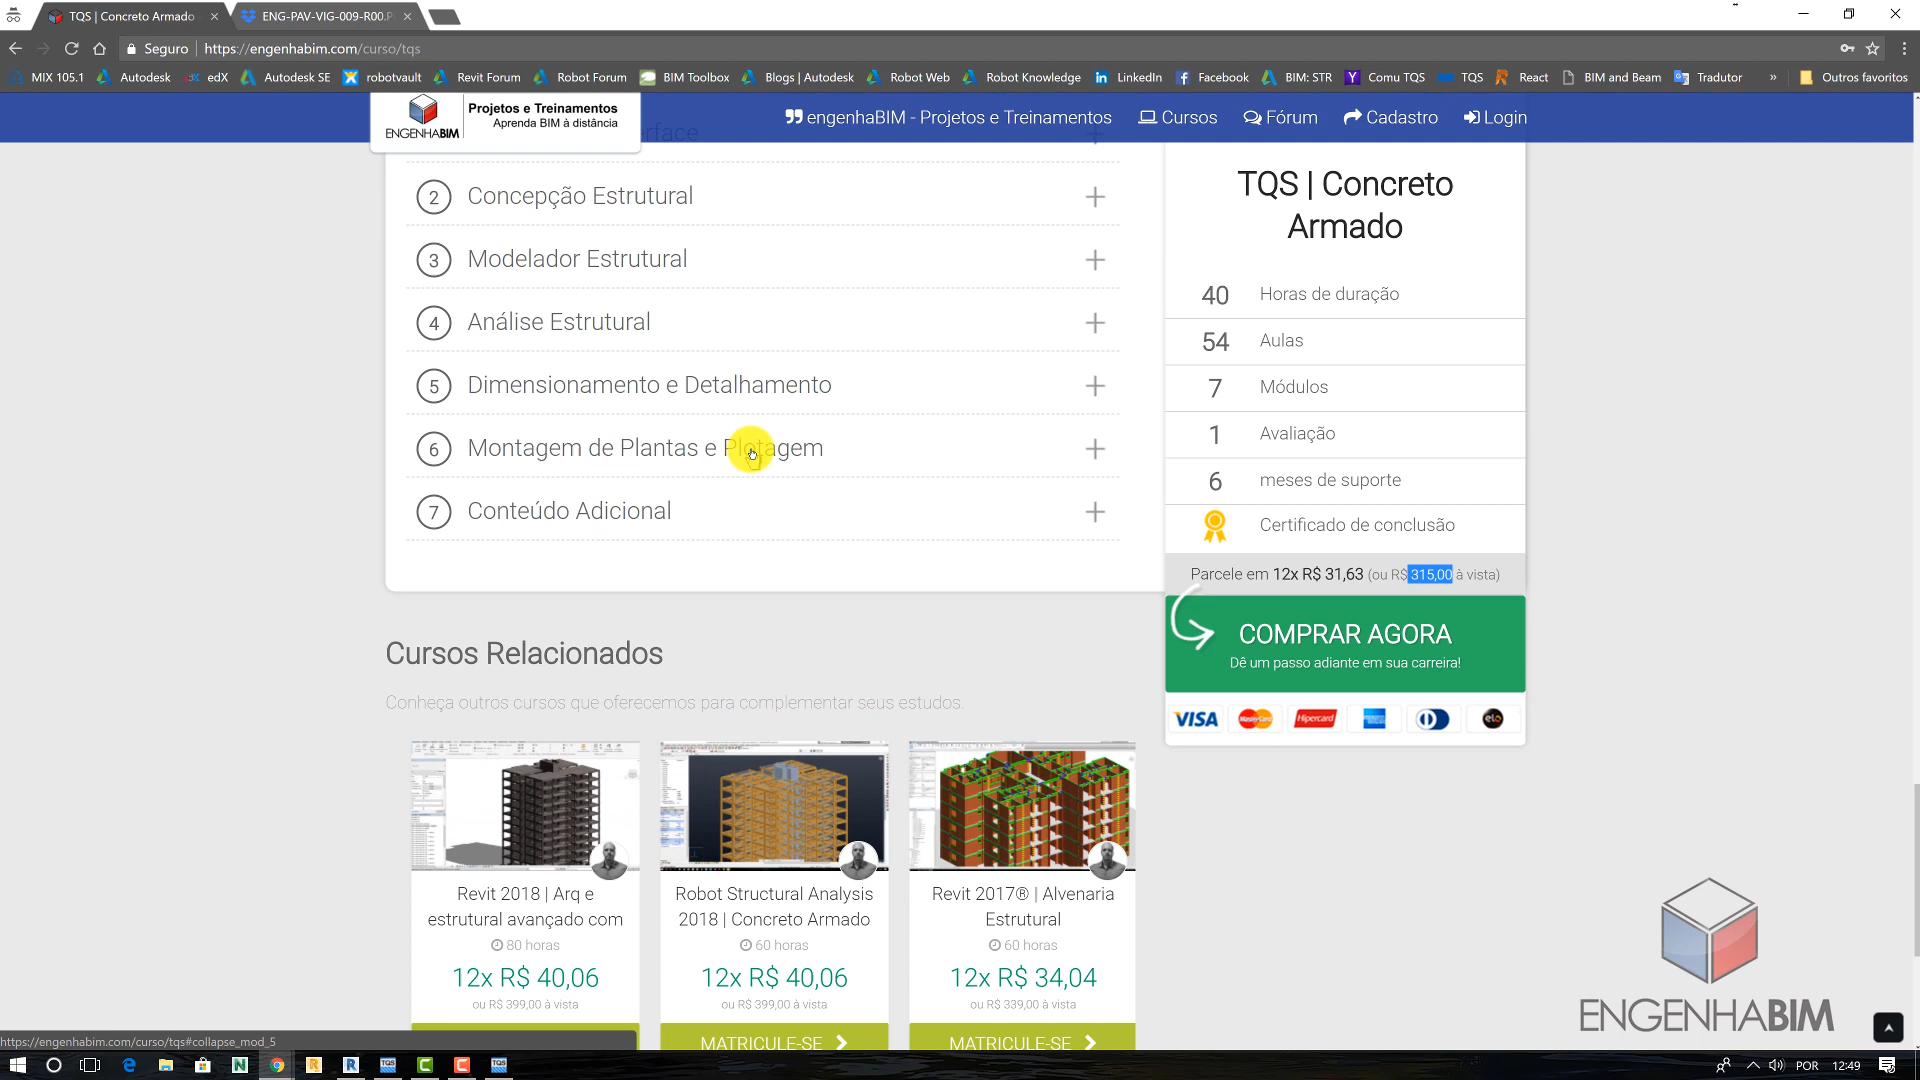 TQS | Concreto Armado
ENG-PAV-VIG-009-R00.P
Seguro
https://engenhabim.com/curso/tqs
MIX 105.1
Autodesk
edX
Autodesk SE
robotvault
Revit Forum
Robot Forum
BIM Toolbox
Blogs | Autodesk
Robot Web
Robot Knowledge
LinkedIn
Facebook
BIM: STR
Comu TQS
TQS
React
BIM and Beam
Tradutor
»
Outros favoritos
ENGENHABIM
Projetos e Treinamentos
Aprenda BIM à distância
engenhaBIM - Projetos e Treinamentos
Cursos
Fórum
Cadastro
Login
2 Concepção Estrutural
3 Modelador Estrutural
4 Análise Estrutural
5 Dimensionamento e Detalhamento
6 Montagem de Plantas e Plotagem
7 Conteúdo Adicional
TQS | Concreto
Armado
40 Horas de duração
54 Aulas
7 Módulos
1 Avaliação
6 meses de suporte
Certificado de conclusão
Parcele em 12x R$ 31,63 (ou R$ 315,00 à vista)
COMPRAR AGORA
Dê um passo adiante em sua carreira!
VISA
MasterCard
Hipercard
elo
Cursos Relacionados
Conheça outros cursos que oferecemos para complementar seus estudos.
Revit 2018 | Arq e
estrutural avançado com
80 horas
12x R$ 40,06
ou R$ 399,00 à vista
Robot Structural Analysis
2018 | Concreto Armado
60 horas
12x R$ 40,06
ou R$ 399,00 à vista
MATRICULE-SE
Revit 2017® | Alvenaria
Estrutural
60 horas
12x R$ 34,04
ou R$ 339,00 à vista
MATRICULE-SE
ENGENHABIM
https://engenhabim.com/curso/tqs#collapse_mod_5
POR
12:49